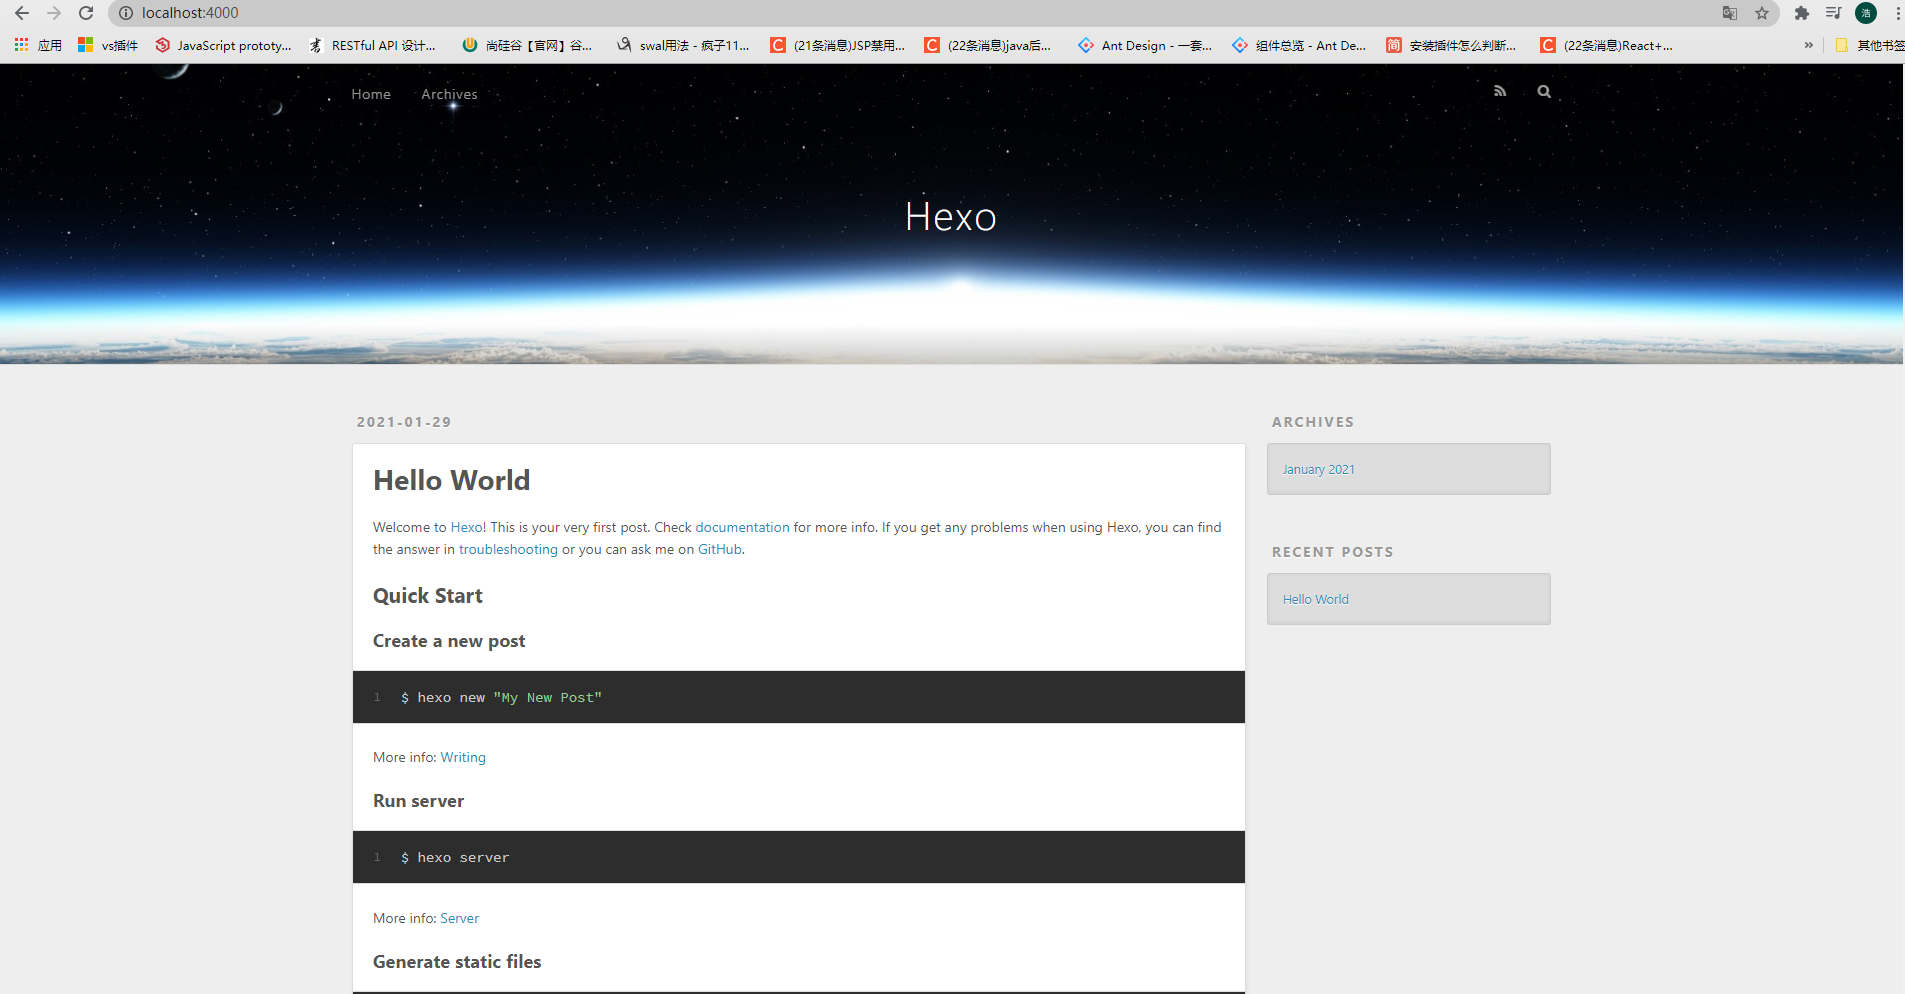 localhost:4000
浩
应用
vs插件
JavaScript prototy...
RESTful API 设计...
尚硅谷【官网】谷...
swal用法 - 疯子11...
(21条消息)JSP禁用...
(22条消息)java后...
Ant Design - 一套...
组件总览 - Ant De...
简 安装插件怎么判断...
(22条消息)React+...
»
其他书签
Home
Archives
Hexo
2021-01-29
Hello World
Welcome to Hexo! This is your very first post. Check documentation for more info. If you get any problems when using Hexo, you can find
the answer in troubleshooting or you can ask me on GitHub.
Quick Start
Create a new post
1 $ hexo new "My New Post"
More info: Writing
Run server
1 $ hexo server
More info: Server
Generate static files
ARCHIVES
January 2021
RECENT POSTS
Hello World